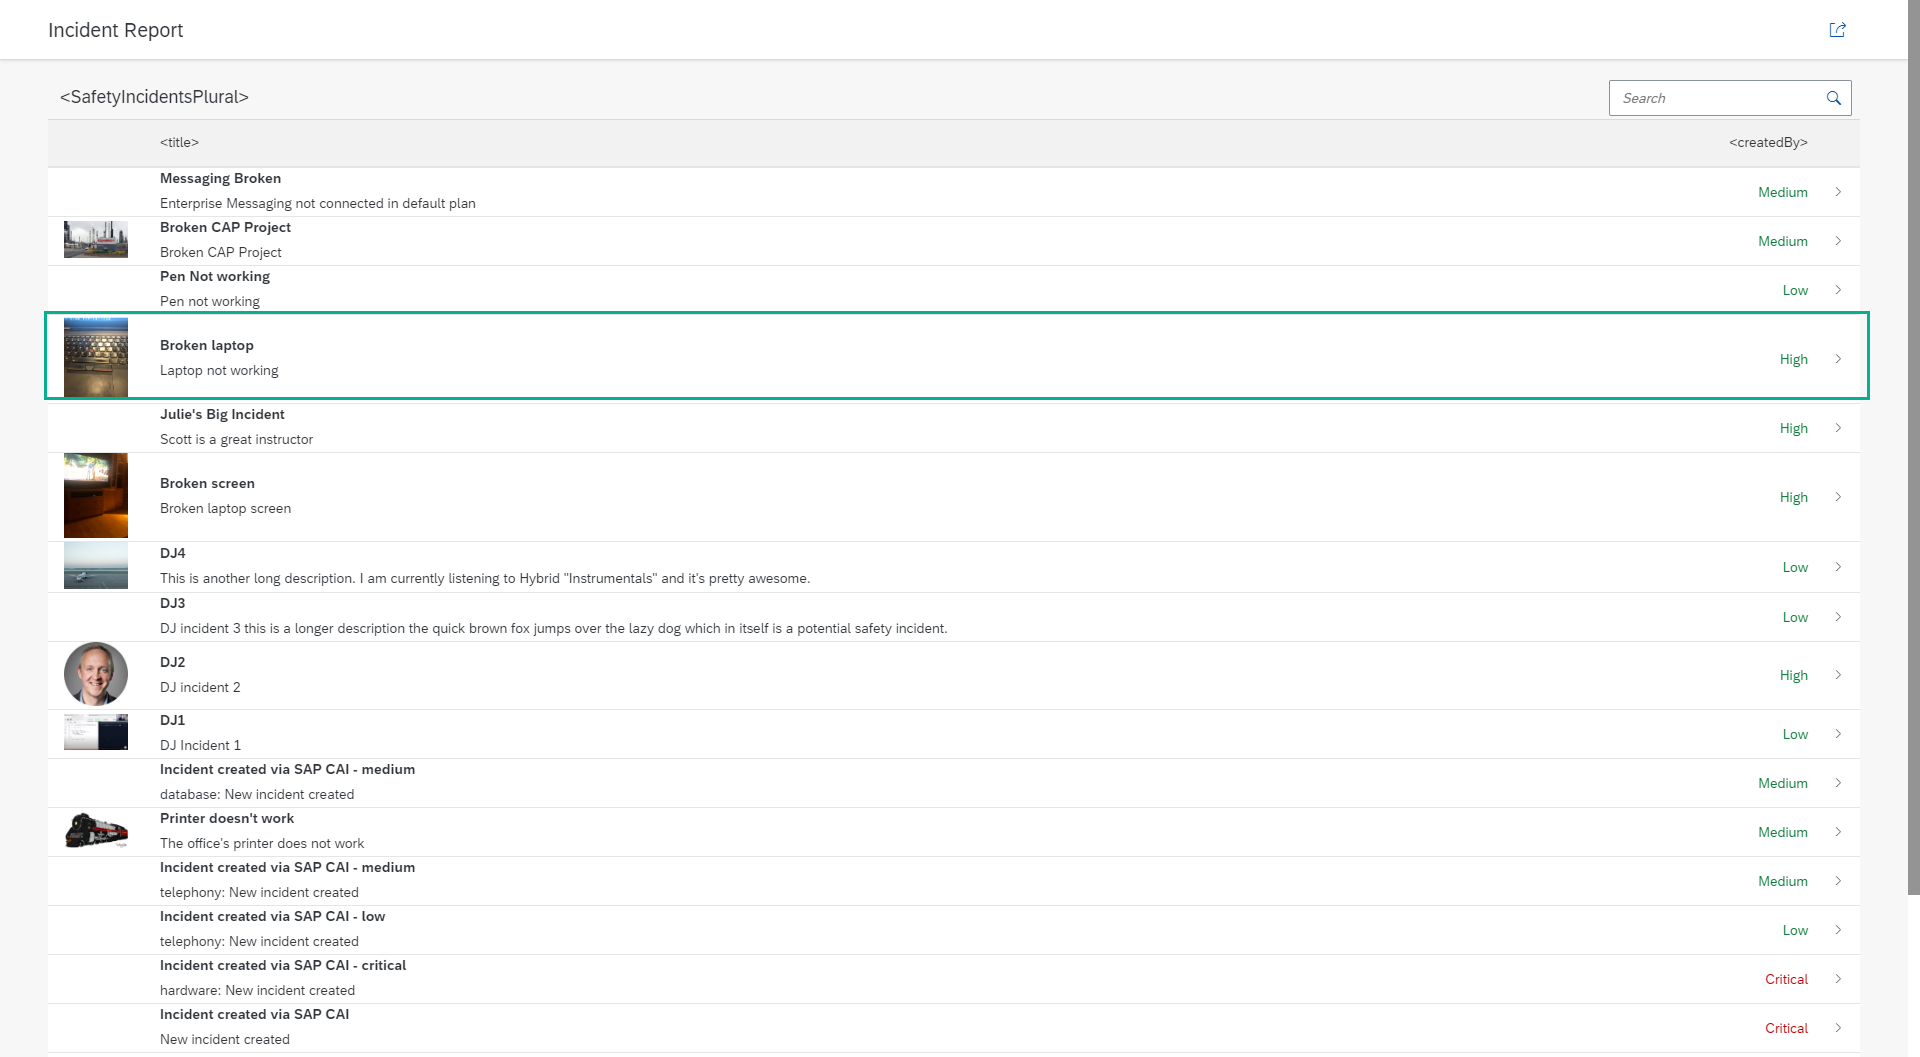 Incident Report
<SafetyIncidentsPlural>
Search
<title>
<createdBy>
Messaging Broken
Enterprise Messaging not connected in default plan
Medium
Broken CAP Project
Broken CAP Project
Medium
Pen Not working
Pen not working
Low
Broken laptop
Laptop not working
High
Julie's Big Incident
Scott is a great instructor
High
Broken screen
Broken laptop screen
High
DJ4
This is another long description. I am currently listening to Hybrid "Instrumentals" and it's pretty awesome.
Low
DJ3
DJ incident 3 this is a longer description the quick brown fox jumps over the lazy dog which in itself is a potential safety incident.
Low
DJ2
DJ incident 2
High
DJ1
DJ Incident 1
Low
Incident created via SAP CAI - medium
database: New incident created
Medium
Printer doesn't work
The office's printer does not work
Medium
Incident created via SAP CAI - medium
telephony: New incident created
Medium
Incident created via SAP CAI - low
telephony: New incident created
Low
Incident created via SAP CAI - critical
hardware: New incident created
Critical
Incident created via SAP CAI
New incident created
Critical